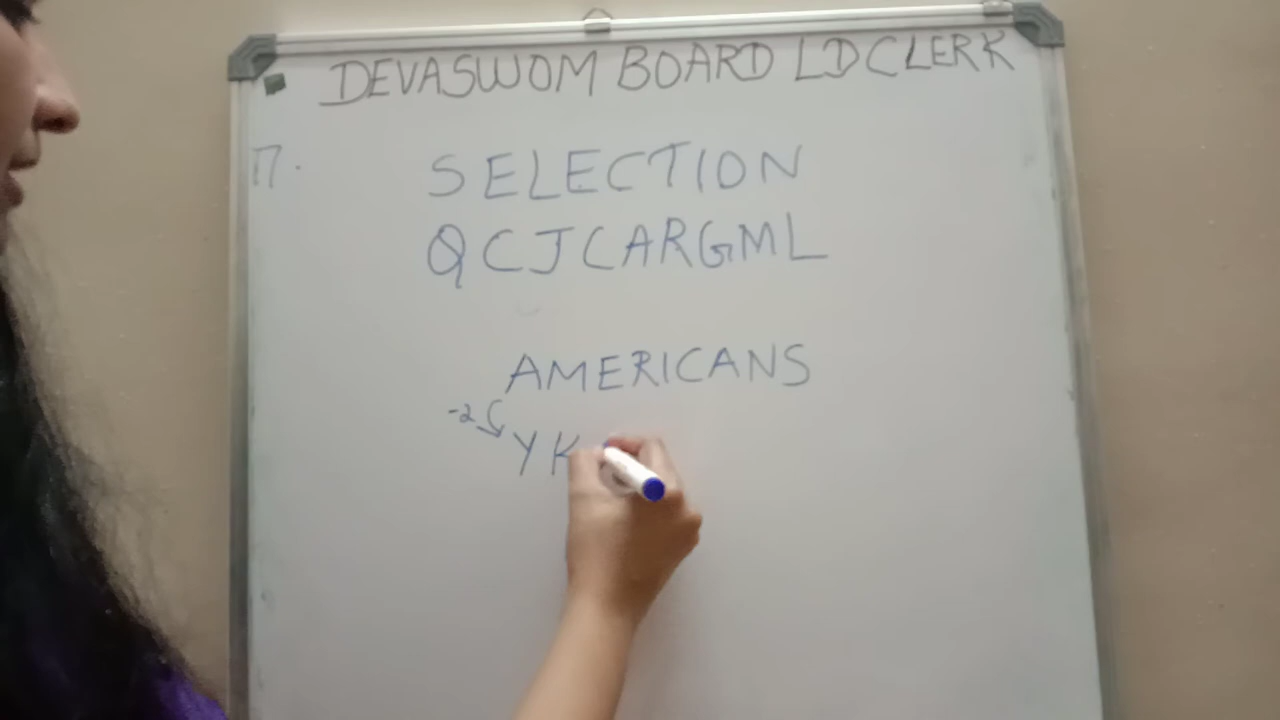 DEVASWOM BOARD LDCLERK
17.
SELECTION
QCJCARGML
AMERICANS
-2
YK